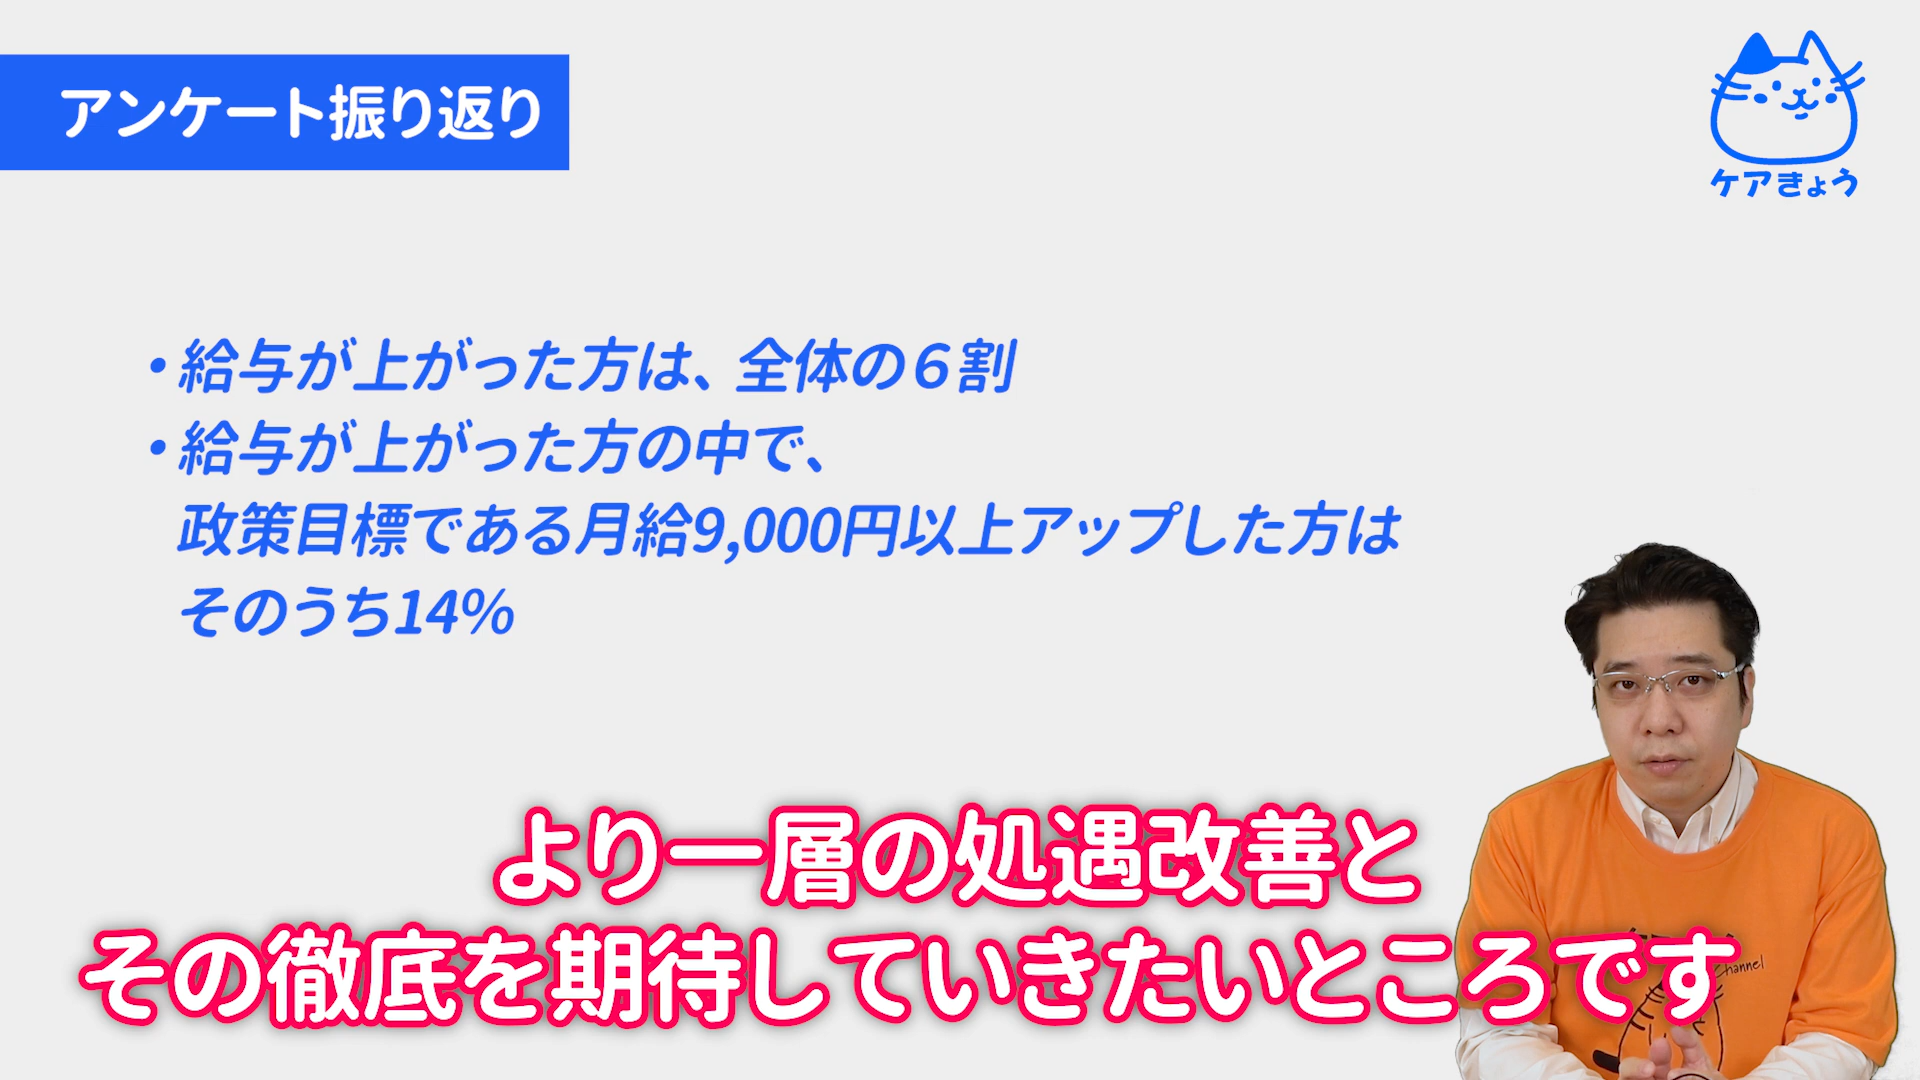 アンケート振り返り
ケアきょう
・給与が上がった方は、全体の６割
・給与が上がった方の中で、
政策目標である月給9,000円以上アップした方は
そのうち14%
より一層の処遇改善と
その徹底を期待していきたいところです
Channel